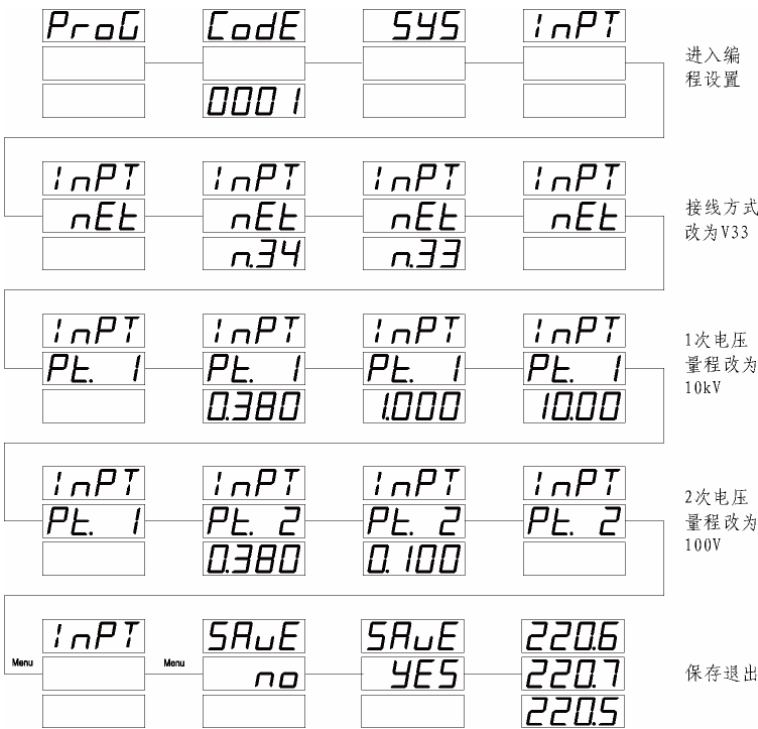 ProG CodE SYS InPT
0001
进入编
程设置
InPT InPT InPT InPT
nEt nEt nEt nEt
n.34 n.33
接线方式
改为V33
InPT InPT InPT InPT
Pt. 1 Pt. 1 Pt. 1 Pt. 1
0.380 1.000 10.00
1次电压
量程改为
10kV
InPT InPT InPT InPT
Pt. 1 Pt. 2 Pt. 2 Pt. 2
0.380 0.100
2次电压
量程改为
100V
InPT SAvE SAvE 220.6
Menu Menu no YES 220.7
220.5
保存退出